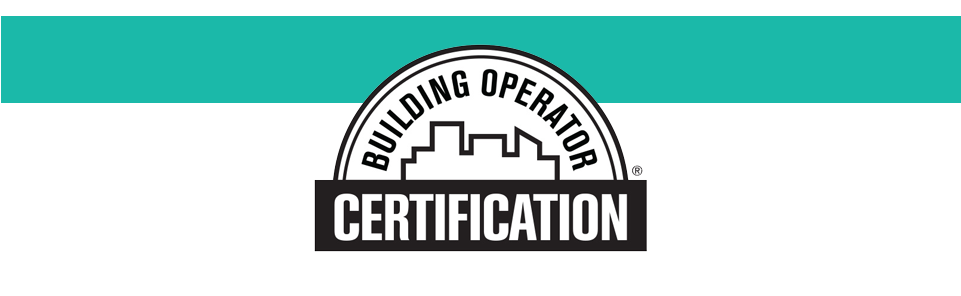 BUILDING OPERATOR
®
CERTIFICATION